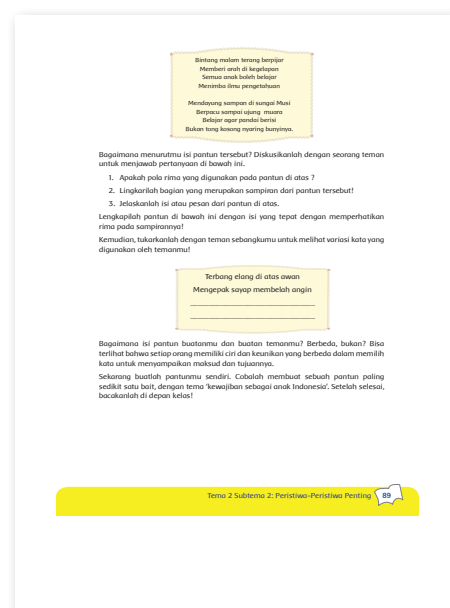 Bintang malam terang berpijar
Memberi arah di kegelapan
Semua anak boleh belajar
Menimba ilmu pengetahuan
Mendayung sampan di sungai Musi
Berpacu sampai ujung muara
Belajar agar pandai berisi
Bukan tong kosong nyaring bunyinya.
Bagaimana menurutmu isi pantun tersebut? Diskusikanlah dengan seorang teman
untuk menjawab pertanyaan di bawah ini.
1. Apakah pola rima yang digunakan pada pantun di atas ?
2. Lingkarilah bagian yang merupakan sampiran dari pantun tersebut!
3. Jelaskanlah isi atau pesan dari pantun di atas.
Lengkapilah pantun di bawah ini dengan isi yang tepat dengan memperhatikan
rima pada sampirannya!
Kemudian, tukarkanlah dengan teman sebangkumu untuk melihat variasi kata yang
digunakan oleh temanmu!
Terbang elang di atas awan
Mengepak sayap membelah angin
Bagaimana isi pantun buatanmu dan buatan temanmu? Berbeda, bukan? Bisa
terlihat bahwa setiap orang memiliki ciri dan keunikan yang berbeda dalam memilih
kata untuk menyampaikan maksud dan tujuannya.
Sekarang buatlah pantunmu sendiri. Cobalah membuat sebuah pantun paling
sedikit satu bait, dengan tema 'kewajiban sebagai anak Indonesia'. Setelah selesai,
bacakanlah di depan kelas!
Tema 2 Subtema 2: Peristiwa-Peristiwa Penting 89